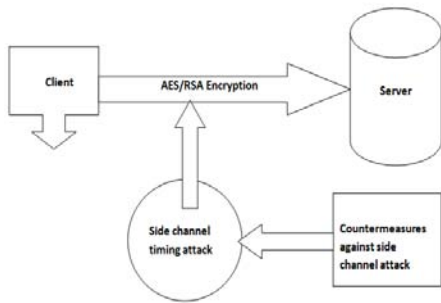 Client
AES/RSA Encryption
Server
Side channel
timing attack
Countermeasures
against side
channel attack